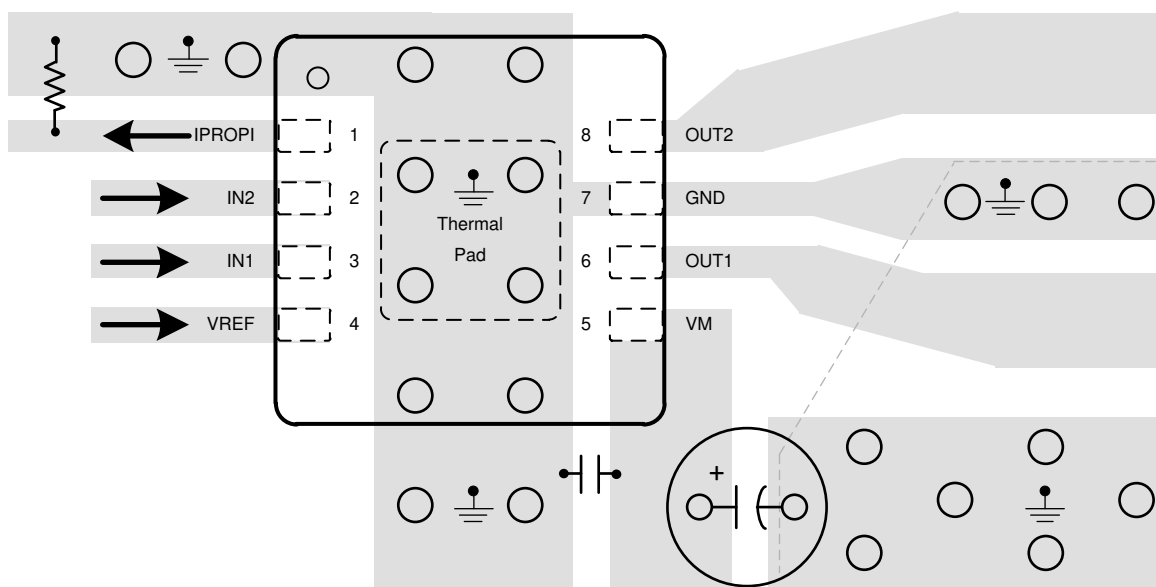 IPROPI 1 8 OUT2
IN2 2 7 GND
Thermal
Pad
IN1 3 6 OUT1
VREF 4 5 VM
+